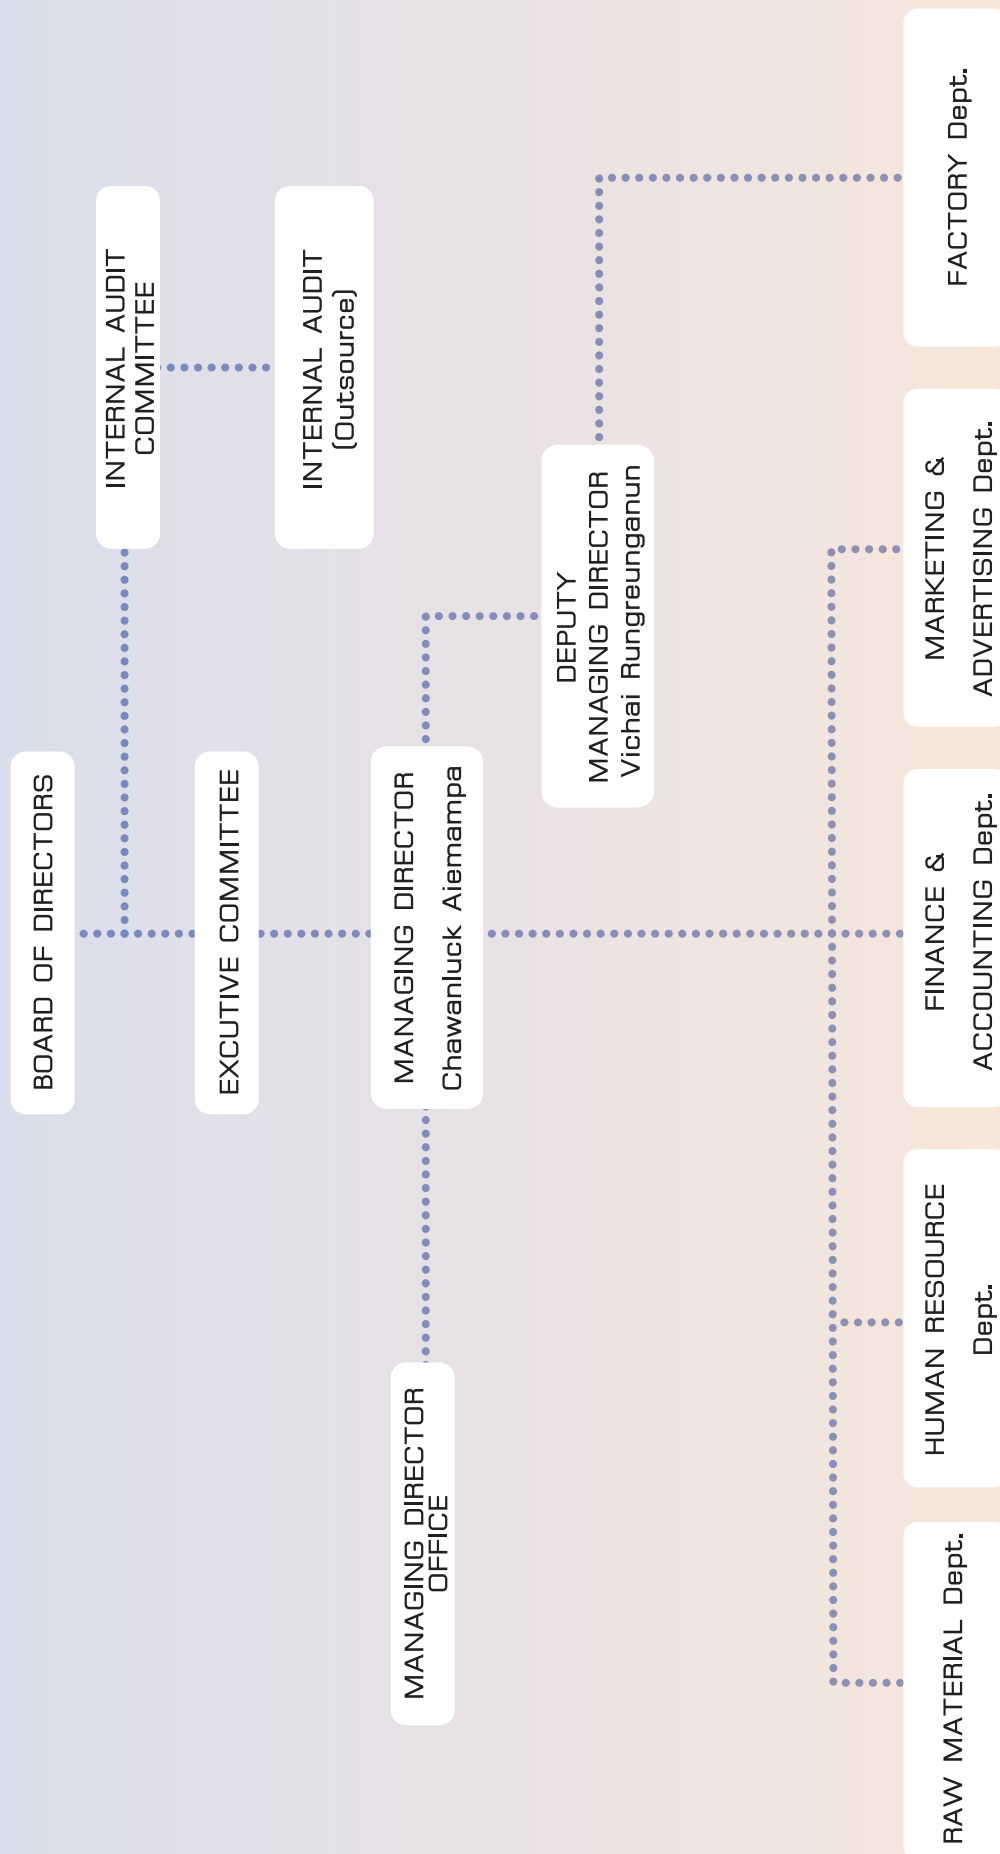 BOARD OF DIRECTORS
INTERNAL AUDIT
COMMITTEE
EXCUTIVE COMMITTEE
INTERNAL AUDIT
(Outsource)
MANAGING DIRECTOR
Chawanluck Aiemampa
MANAGING DIRECTOR
OFFICE
DEPUTY
MANAGING DIRECTOR
Vichai Rungreunganun
RAW MATERIAL Dept.
HUMAN RESOURCE
Dept.
FINANCE &
ACCOUNTING Dept.
MARKETING &
ADVERTISING Dept.
FACTORY Dept.